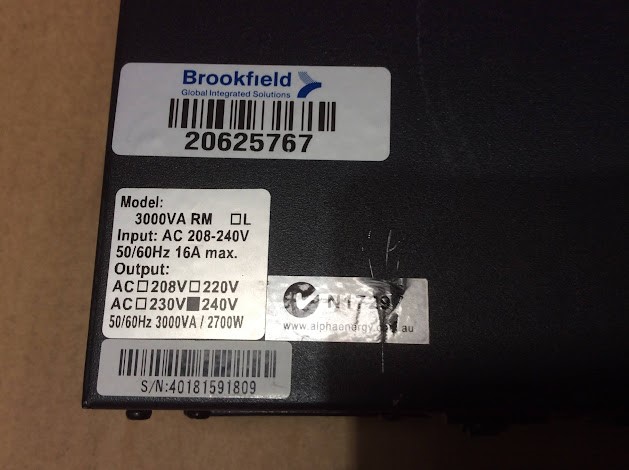 Brookfield
Global Integrated Solutions
20625767
Model:
3000VA RM □L
Input: AC 208-240V
50/60Hz 16A max.
Output:
AC□208V□220V
AC□230V■240V
50/60Hz 3000VA / 2700W
www.alphaenergy.com.au
S/N:40181591809